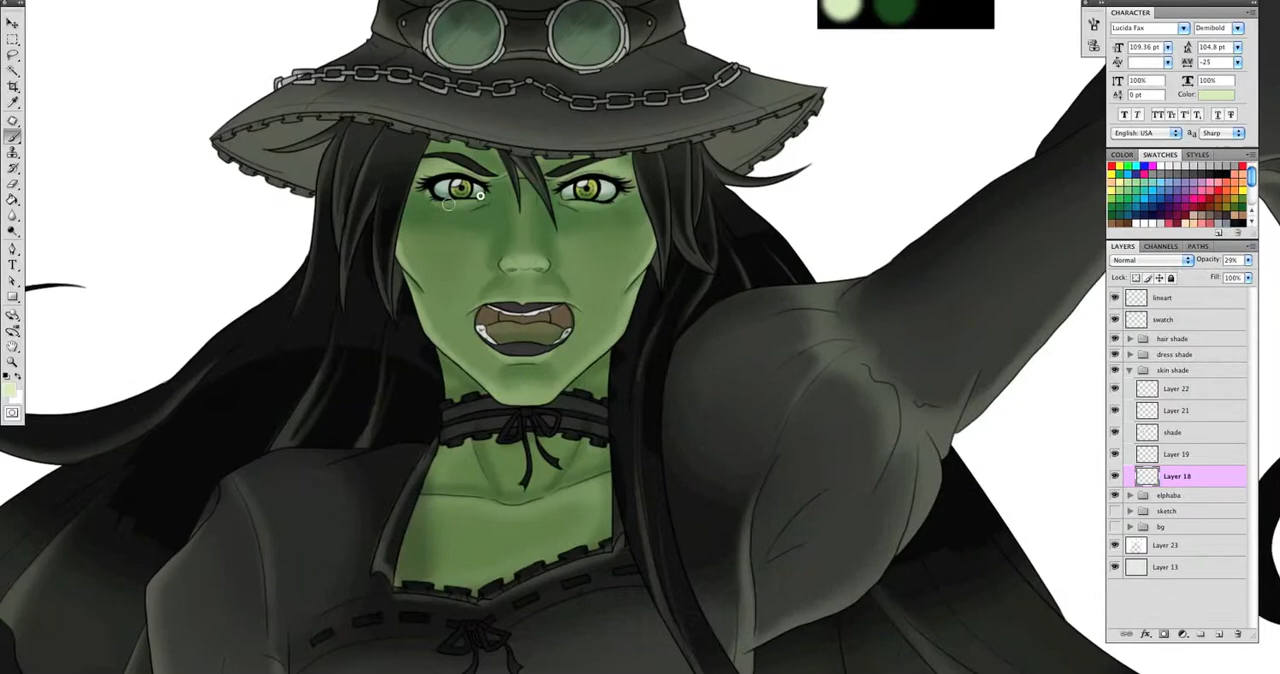 CHARACTER
Lucida Fax Demibold
109.36 pt 104.8 pt
-25
100% 100%
0 pt Color:
English: USA Sharp
COLOR SWATCHES STYLES
LAYERS CHANNELS PATHS
Normal Opacity: 29%
Lock: Fill: 100%
lineart
swatch
hair shade
dress shade
skin shade
Layer 22
Layer 21
shade
Layer 19
Layer 18
elphaba
sketch
bg
Layer 23
Layer 13